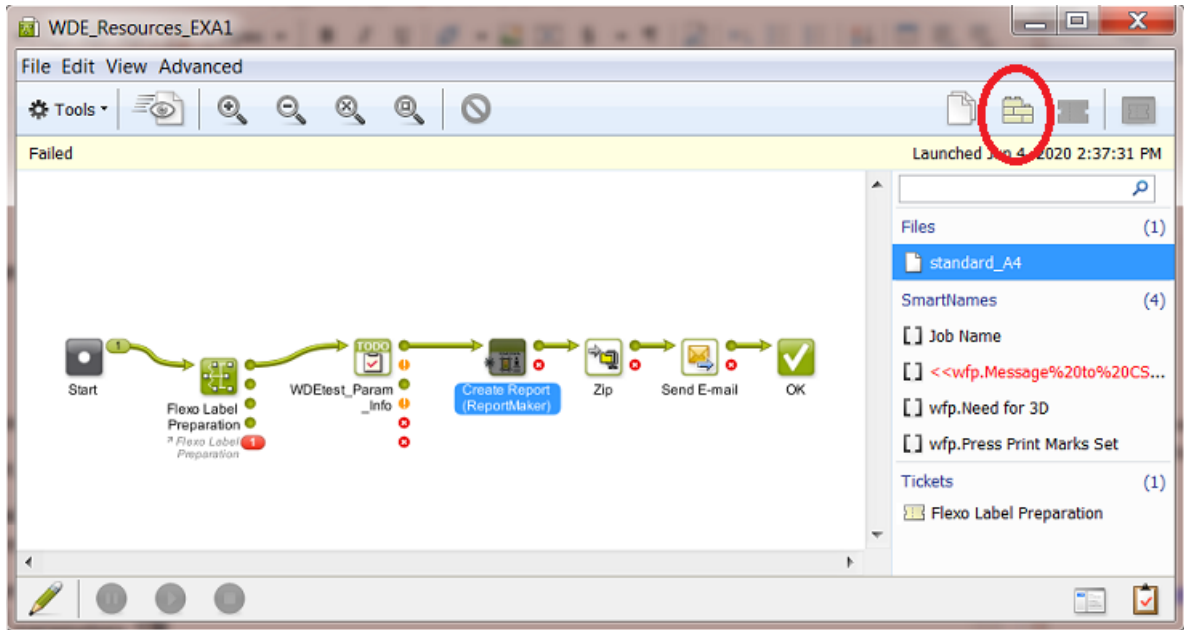 WDE_Resources_EXA1
File Edit View Advanced
Tools
Failed
Launched Jun 4, 2020 2:37:31 PM
Files (1)
standard_A4
SmartNames (4)
[ ] Job Name
[ ] <<wfp.Message%20to%20CS...
[ ] wfp.Need for 3D
[ ] wfp.Press Print Marks Set
Tickets (1)
Flexo Label Preparation
1
TODO
Start
Flexo Label
Preparation
Flexo Label
Preparation
1
WDEtest_Param
_Info
Create Report
(ReportMaker)
Zip
Send E-mail
OK